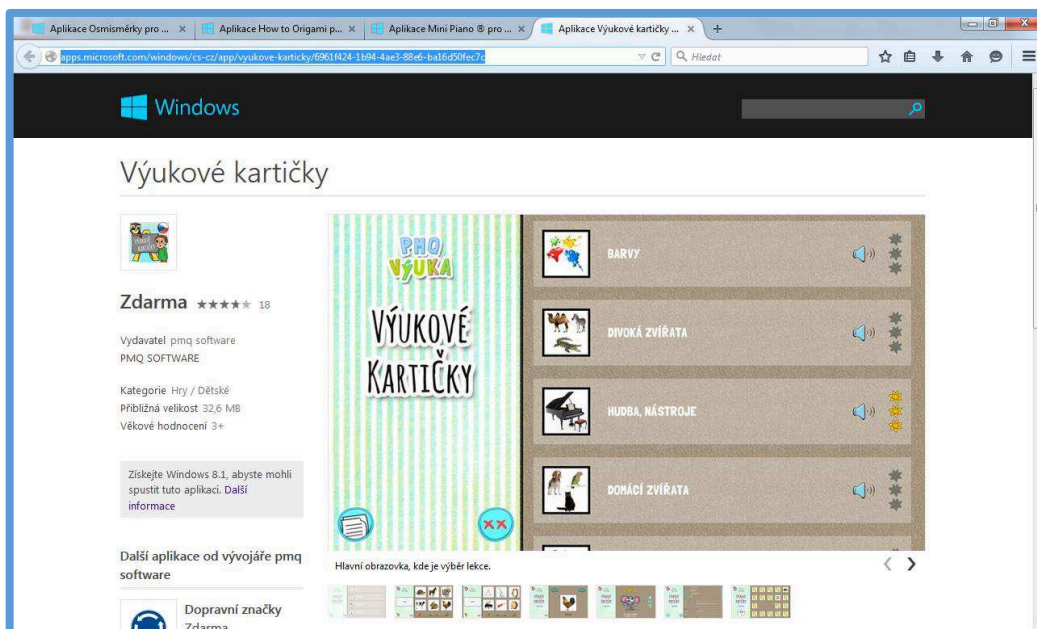 Aplikace Osmisměrky pro ...
Aplikace How to Origami p...
Aplikace Mini Piano ® pro ...
Aplikace Výukové kartičky ...
apps.microsoft.com/windows/cs-cz/app/vyukove-karticky/6961f424-1b94-4ae3-88e6-ba16d50fec7c
Hledat
Windows
Výukové kartičky
Zdarma 18
Vydavatel pmq software
PMQ SOFTWARE
Kategorie Hry / Dětské
Přibližná velikost 32,6 MB
Věkové hodnocení 3+
Získejte Windows 8.1, abyste mohli
spustit tuto aplikaci. Další
informace
Další aplikace od vývojáře pmq
software
Dopravní značky
Zdarma
PMQ
VÝUKA
VÝUKOVÉ
KARTIČKY
BARVY
DIVOKÁ ZVÍŘATA
HUDBA, NÁSTROJE
DOMÁCÍ ZVÍŘATA
Hlavní obrazovka, kde je výběr lekce.